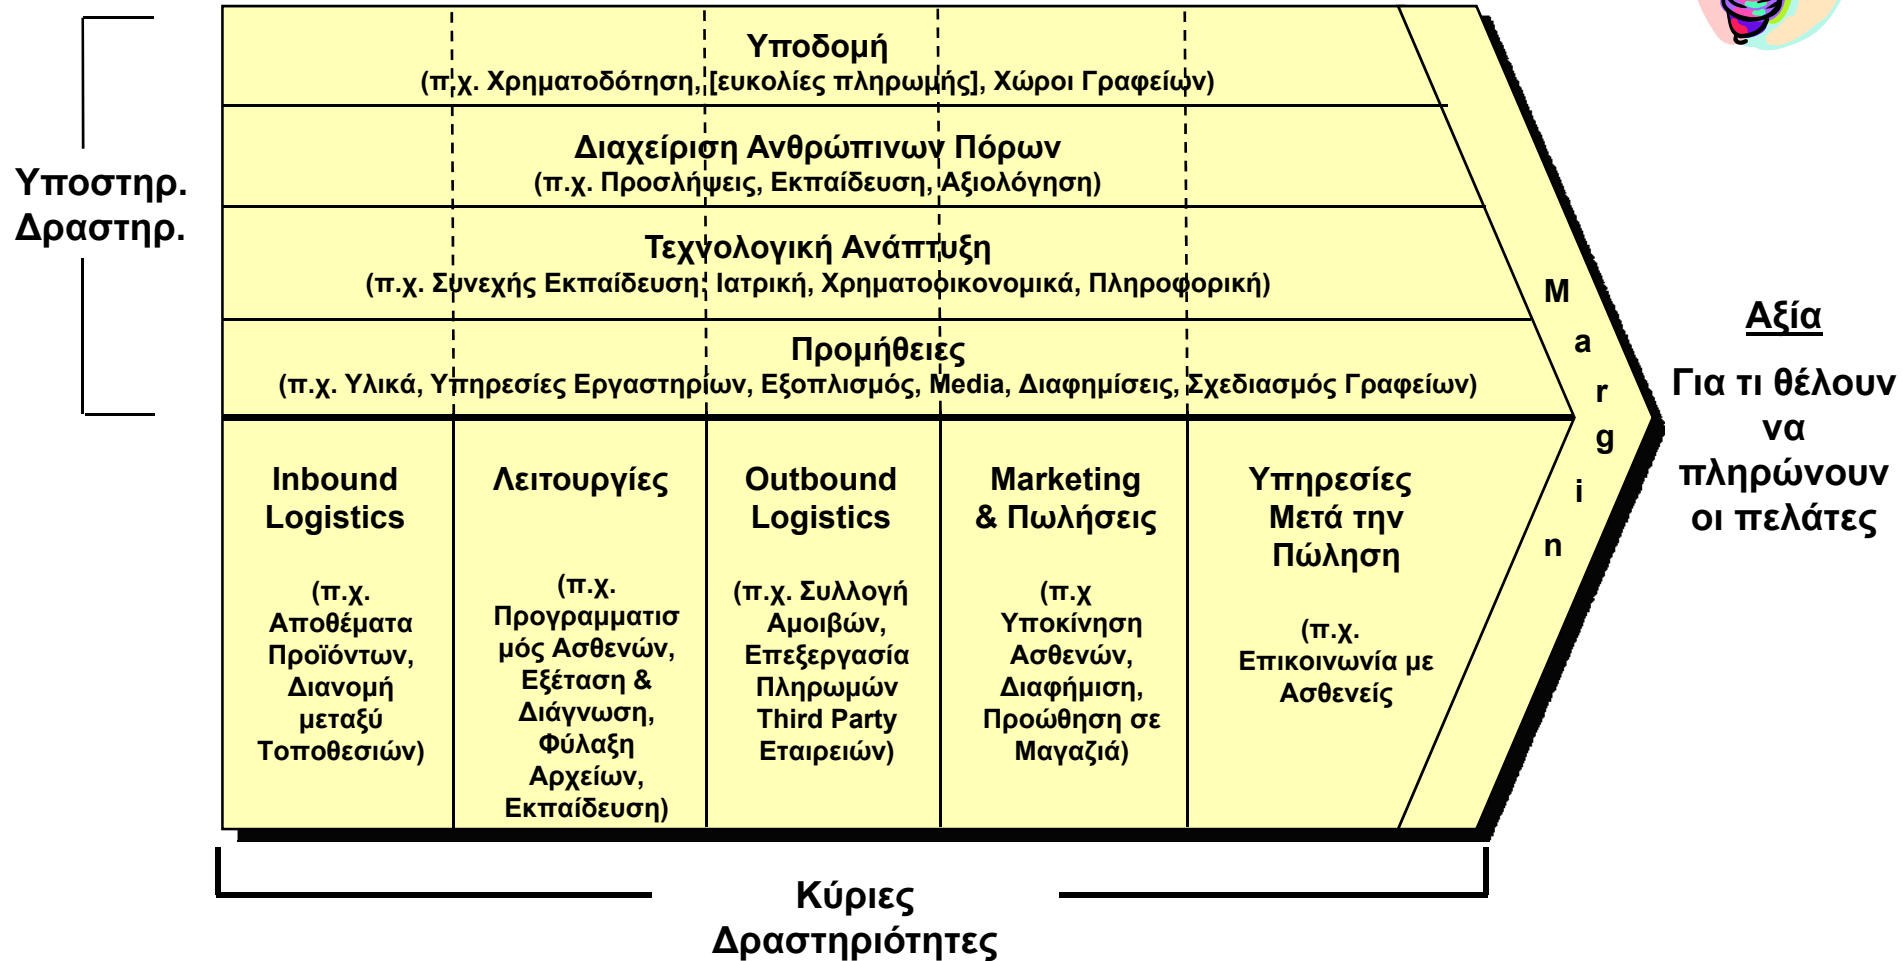 Υποδομή
(π.χ. Χρηματοδότηση, [ευκολίες πληρωμής], Χώροι Γραφείων)
Διαχείριση Ανθρώπινων Πόρων
(π.χ. Προσλήψεις, Εκπαίδευση, Αξιολόγηση)
Υποστηρ.
Δραστηρ.
Τεχνολογική Ανάπτυξη
(π.χ. Συνεχής Εκπαίδευση: Ιατρική, Χρηματοοικονομικά, Πληροφορική)
Προμήθειες
(π.χ. Υλικά, Υπηρεσίες Εργαστηρίων, Εξοπλισμός, Media, Διαφημίσεις, Σχεδιασμός Γραφείων)
Inbound
Logistics
(π.χ.
Αποθέματα
Προϊόντων,
Διανομή
μεταξύ
Τοποθεσιών)
Λειτουργίες
(π.χ.
Προγραμματισ
μός Ασθενών,
Εξέταση &
Διάγνωση,
Φύλαξη
Αρχείων,
Εκπαίδευση)
Outbound
Logistics
(π.χ. Συλλογή
Αμοιβών,
Επεξεργασία
Πληρωμών
Third Party
Εταιρειών)
Marketing
& Πωλήσεις
(π.χ
Υποκίνηση
Ασθενών,
Διαφήμιση,
Προώθηση σε
Μαγαζιά)
Υπηρεσίες
Μετά την
Πώληση
(π.χ.
Επικοινωνία με
Ασθενείς
M
a
r
g
i
n
Αξία
Για τι θέλουν
να
πληρώνουν
οι πελάτες
Κύριες
Δραστηριότητες